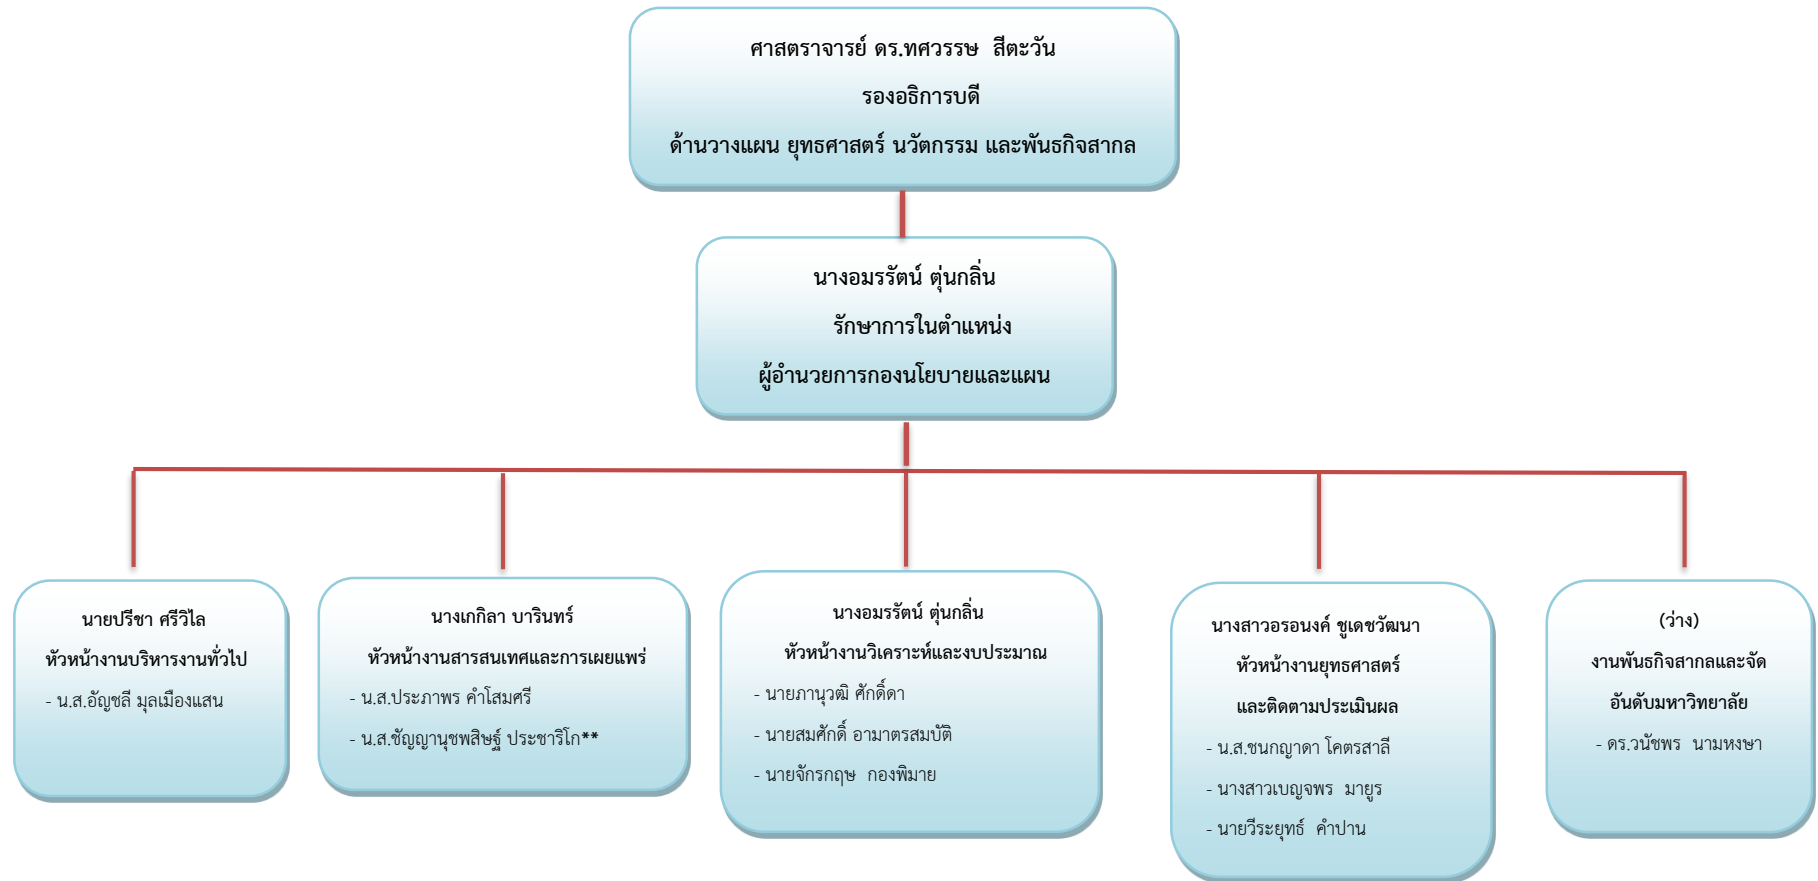 ศาสตราจารย์ ดร.ทศวรรษ สีตะวัน
รองอธิการบดี
ด้านวางแผน ยุทธศาสตร์ นวัตกรรม และพันธกิจสากล
นางอมรรัตน์ ตุ่นกลิ่น
รักษาการในตำแหน่ง
ผู้อำนวยการกองนโยบายและแผน
นายปรีชา ศรีวิไล
หัวหน้างานบริหารงานทั่วไป
- น.ส.อัญชลี มุลเมืองแสน
นางเกกิลา บารินทร์
หัวหน้างานสารสนเทศและการเผยแพร่
- น.ส.ประภาพร คำโสมศรี
- น.ส.ชัญญานุชพสิษฐ์ ประชาริโก**
นางอมรรัตน์ ตุ่นกลิ่น
หัวหน้างานวิเคราะห์และงบประมาณ
- นายภานุวฒิ ศักดิ์ดา
- นายสมศักดิ์ อามาตรสมบัติ
- นายจักรกฤษ กองพิมาย
นางสาวอรอนงค์ ชูเดชวัฒนา
หัวหน้างานยุทธศาสตร์
และติดตามประเมินผล
- น.ส.ชนกญาดา โคตรสาลี
- นางสาวเบญจพร มายูร
- นายวีระยุทธ์ คำปาน
(ว่าง)
งานพันธกิจสากลและจัด
อันดับมหาวิทยาลัย
- ดร.วนัชพร นามหงษา